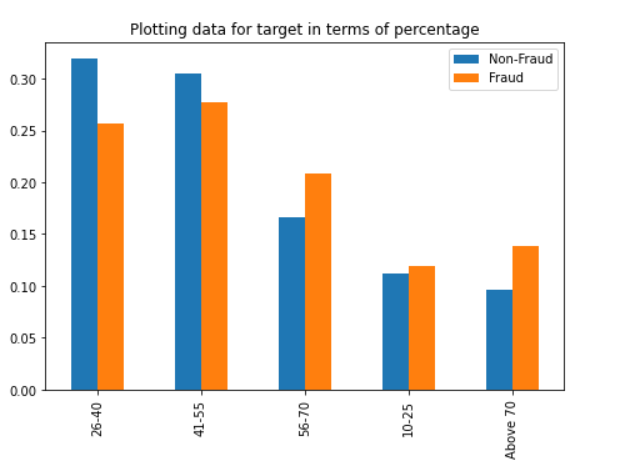 Plotting data for target in terms of percentage
Non-Fraud
Fraud
0.30
0.25
0.20
0.15
0.10
0.05
0.00
26-40
41-55
56-70
10-25
Above 70